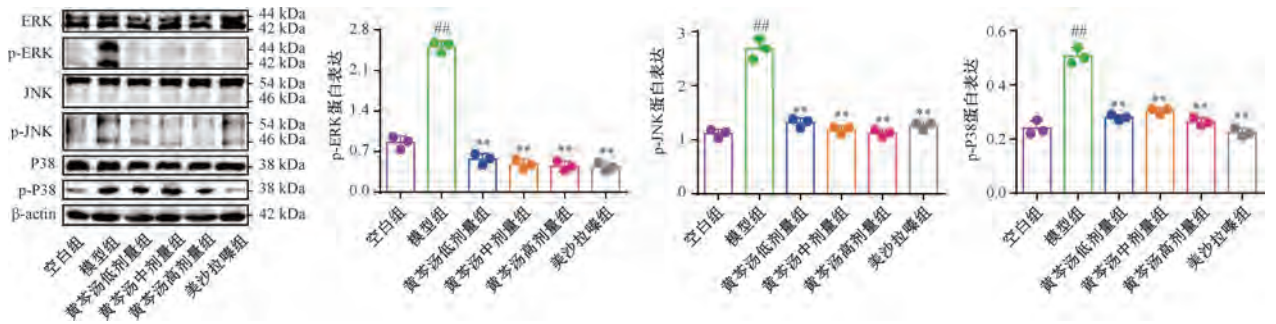 ERK
44 kDa
42 kDa
p-ERK
44 kDa
42 kDa
JNK
54 kDa
46 kDa
p-JNK
54 kDa
46 kDa
P38
38 kDa
p-P38
38 kDa
β-actin
42 kDa
空白组
模型组
黄芩汤低剂量组
黄芩汤中剂量组
黄芩汤高剂量组
美沙拉嗪组
p-ERK蛋白表达
2.8
2.1
1.4
0.7
0.0
##
**
**
**
**
空白组
模型组
黄芩汤低剂量组
黄芩汤中剂量组
黄芩汤高剂量组
美沙拉嗪组
p-JNK蛋白表达
3
2
1
0
##
**
**
**
**
空白组
模型组
黄芩汤低剂量组
黄芩汤中剂量组
黄芩汤高剂量组
美沙拉嗪组
p-P38蛋白表达
0.6
0.4
0.2
0.0
##
**
**
**
**
空白组
模型组
黄芩汤低剂量组
黄芩汤中剂量组
黄芩汤高剂量组
美沙拉嗪组